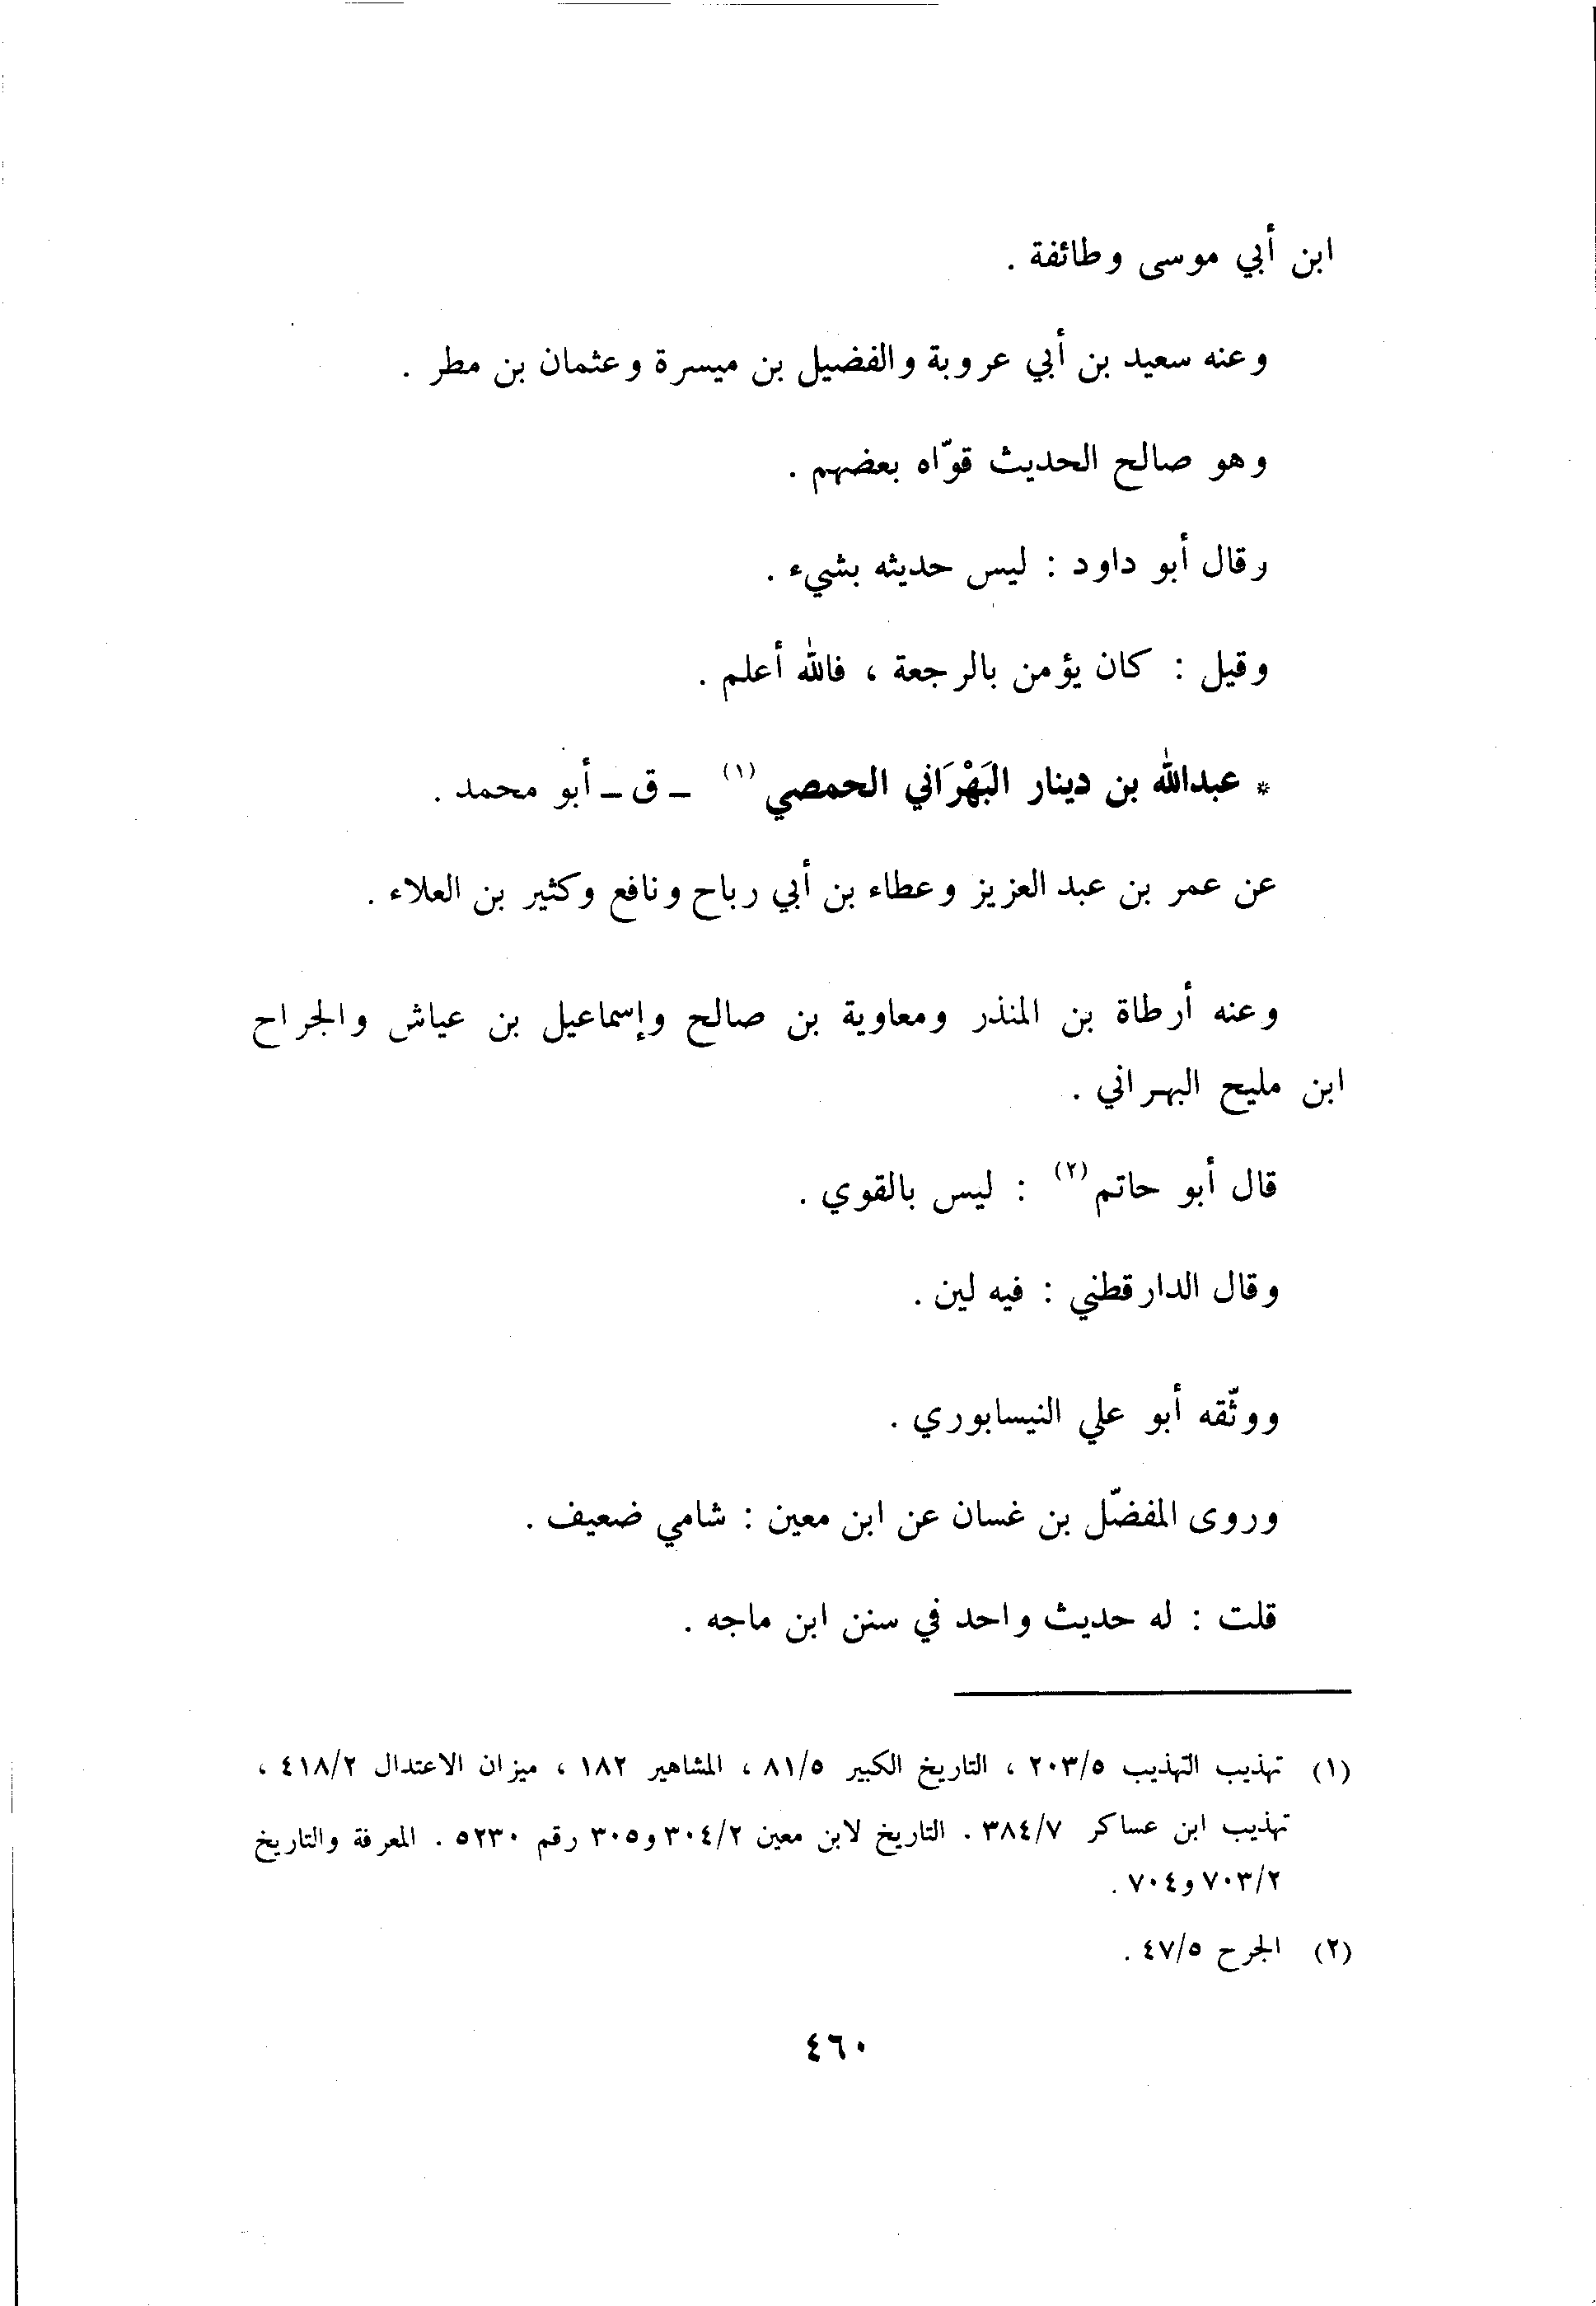 ابن أبي موسى وطائفة .
وعنه سعيد بن أبي عروبة والفضيل بن ميسرة وعثمان بن مطر .
وهو صالح الحديث قوّاه بعضهم .
وقال أبو داود : ليس حديثه بشيء .
وقيل : كان يؤمن بالرجعة ، فالله أعلم .
* عبدالله بن دينار البَهْرَاني الحمصي (١) ـ ق ـ أبو محمد .
عن عمر بن عبد العزيز وعطاء بن أبي رباح ونافع وكثير بن العلاء .
وعنه أرطاة بن المنذر ومعاوية بن صالح وإسماعيل بن عياش والجراح
ابن مليح البهراني .
قال أبو حاتم (٢) : ليس بالقوي .
وقال الدارقطني : فيه لين .
ووثّقه أبو علي النيسابوري .
وروى المفضّل بن غسان عن ابن معين : شامي ضعيف .
قلت : له حديث واحد في سنن ابن ماجه .
(١) تهذيب التهذيب ٢٠٣/٥ ، التاريخ الكبير ٨١/٥ ، المشاهير ١٨٢ ، ميزان الاعتدال ٤١٨/٢ ،
تهذيب ابن عساكر ٣٨٤/٧ . التاريخ لابن معين ٣٠٤/٢ و٣٠٥ رقم ٥٢٣٠ . المعرفة والتاريخ
٧٠٣/٢ و٧٠٤ .
(٢) الجرح ٤٧/٥ .
٤٦٠